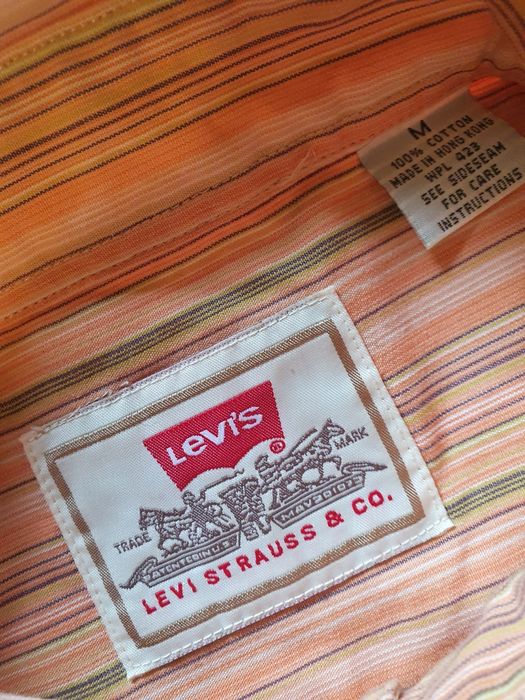 M
100% COTTON
MADE IN HONG KONG
WPL 423
SEE SIDESEAM
FOR CARE
INSTRUCTIONS
Levi's
®
TRADE MARK
LEVI STRAUSS & CO.